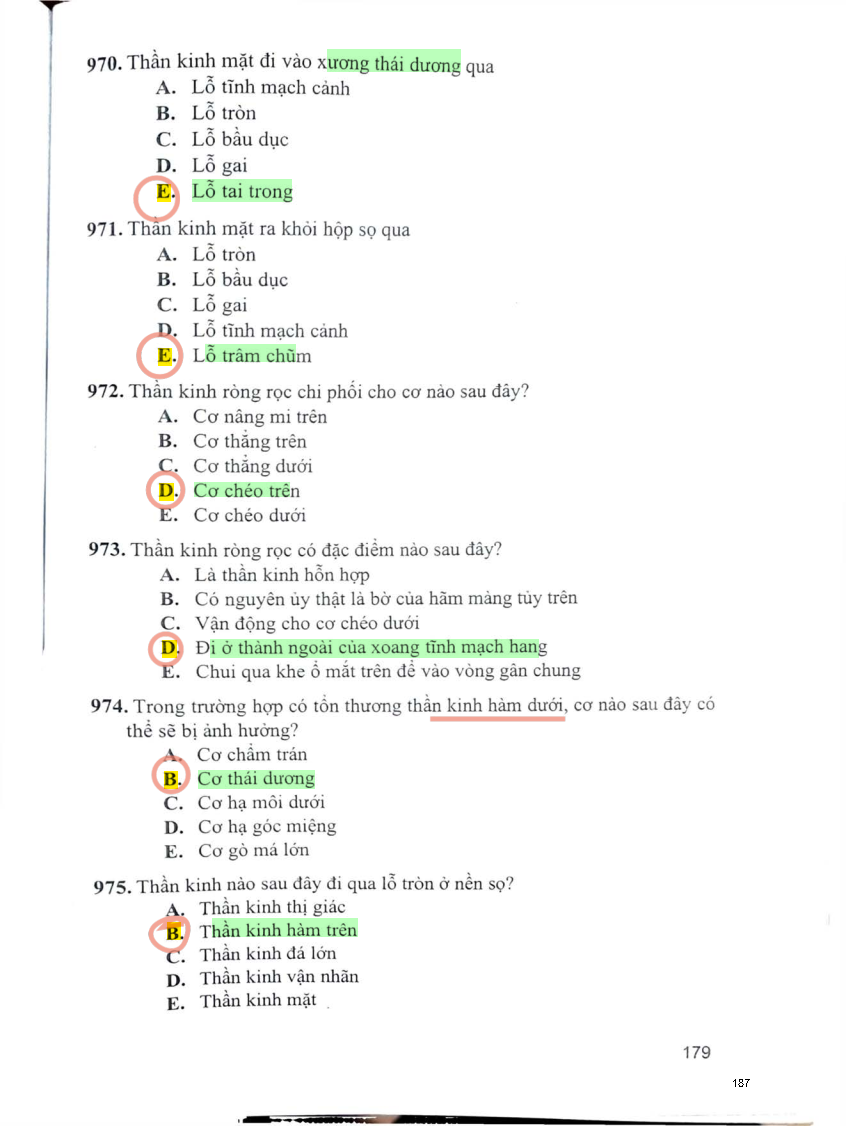 970. Thần kinh mặt đi vào xương thái dương qua
A. Lỗ tĩnh mạch cảnh
B. Lỗ tròn
C. Lỗ bầu dục
D. Lỗ gai
E. Lỗ tai trong
971. Thần kinh mặt ra khỏi hộp sọ qua
A. Lỗ tròn
B. Lỗ bầu dục
C. Lỗ gai
D. Lỗ tĩnh mạch cảnh
E. Lỗ trâm chũm
972. Thần kinh ròng rọc chi phối cho cơ nào sau đây?
A. Cơ nâng mi trên
B. Cơ thẳng trên
C. Cơ thẳng dưới
D. Cơ chéo trên
E. Cơ chéo dưới
973. Thần kinh ròng rọc có đặc điểm nào sau đây?
A. Là thần kinh hỗn hợp
B. Có nguyên ủy thật là bờ của hãm màng tủy trên
C. Vận động cho cơ chéo dưới
D. Đi ở thành ngoài của xoang tĩnh mạch hang
E. Chui qua khe ổ mắt trên để vào vòng gân chung
974. Trong trường hợp có tổn thương thần kinh hàm dưới, cơ nào sau đây có
thể sẽ bị ảnh hưởng?
A. Cơ chẩm trán
B. Cơ thái dương
C. Cơ hạ môi dưới
D. Cơ hạ góc miệng
E. Cơ gò má lớn
975. Thần kinh nào sau đây đi qua lỗ tròn ở nền sọ?
A. Thần kinh thị giác
B. Thần kinh hàm trên
C. Thần kinh đá lớn
D. Thần kinh vận nhãn
E. Thần kinh mặt
179
187